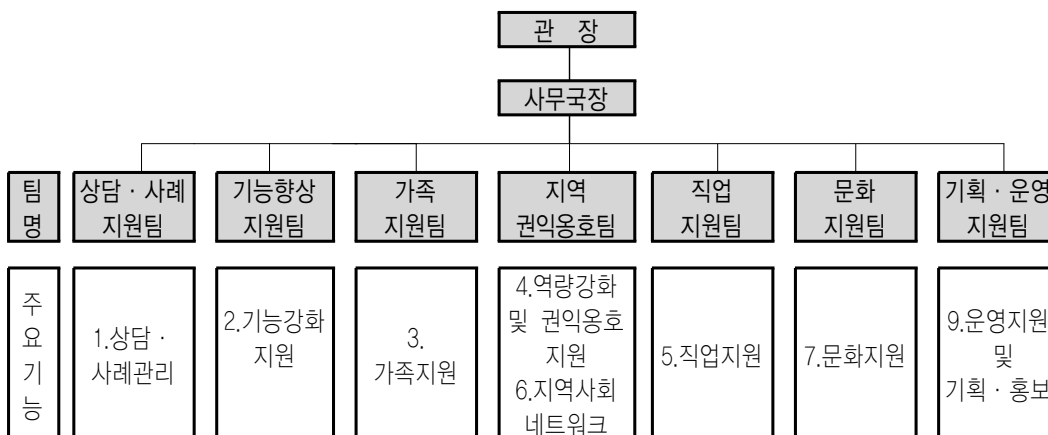 관 장
사무국장
팀
명
상담 · 사례
지원팀
기능향상
지원팀
가족
지원팀
지역
권익옹호팀
직업
지원팀
문화
지원팀
기획 · 운영
지원팀
주
요
기
능
1.상담 ·
사례관리
2.기능강화
지원
3.
가족지원
4.역량강화
및 권익옹호
지원
6.지역사회
네트워크
5.직업지원
7.문화지원
9.운영지원
및
기획 · 홍보